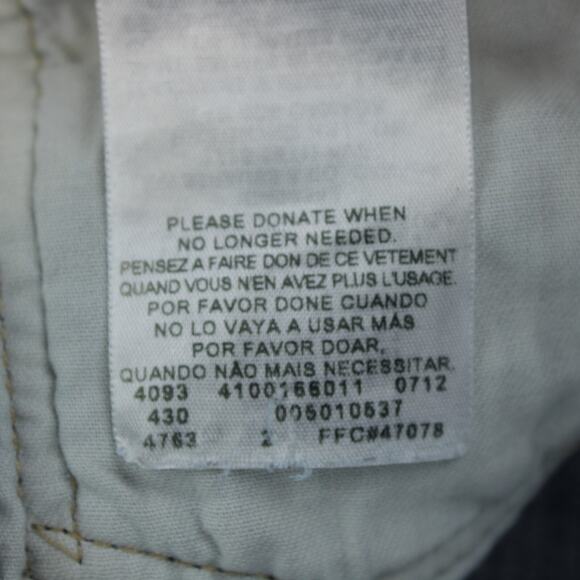 PLEASE DONATE WHEN
NO LONGER NEEDED.
PENSEZ A FAIRE DON DE CE VETEMENT
QUAND VOUS N'EN AVEZ PLUS L'USAGE.
POR FAVOR DONE CUANDO
NO LO VAYA A USAR MÁS
POR FAVOR DOAR,
QUANDO NÃO MAIS NECESSITAR.
4093 4100166011 0712
430 005010537
4763 2 FFC#47078